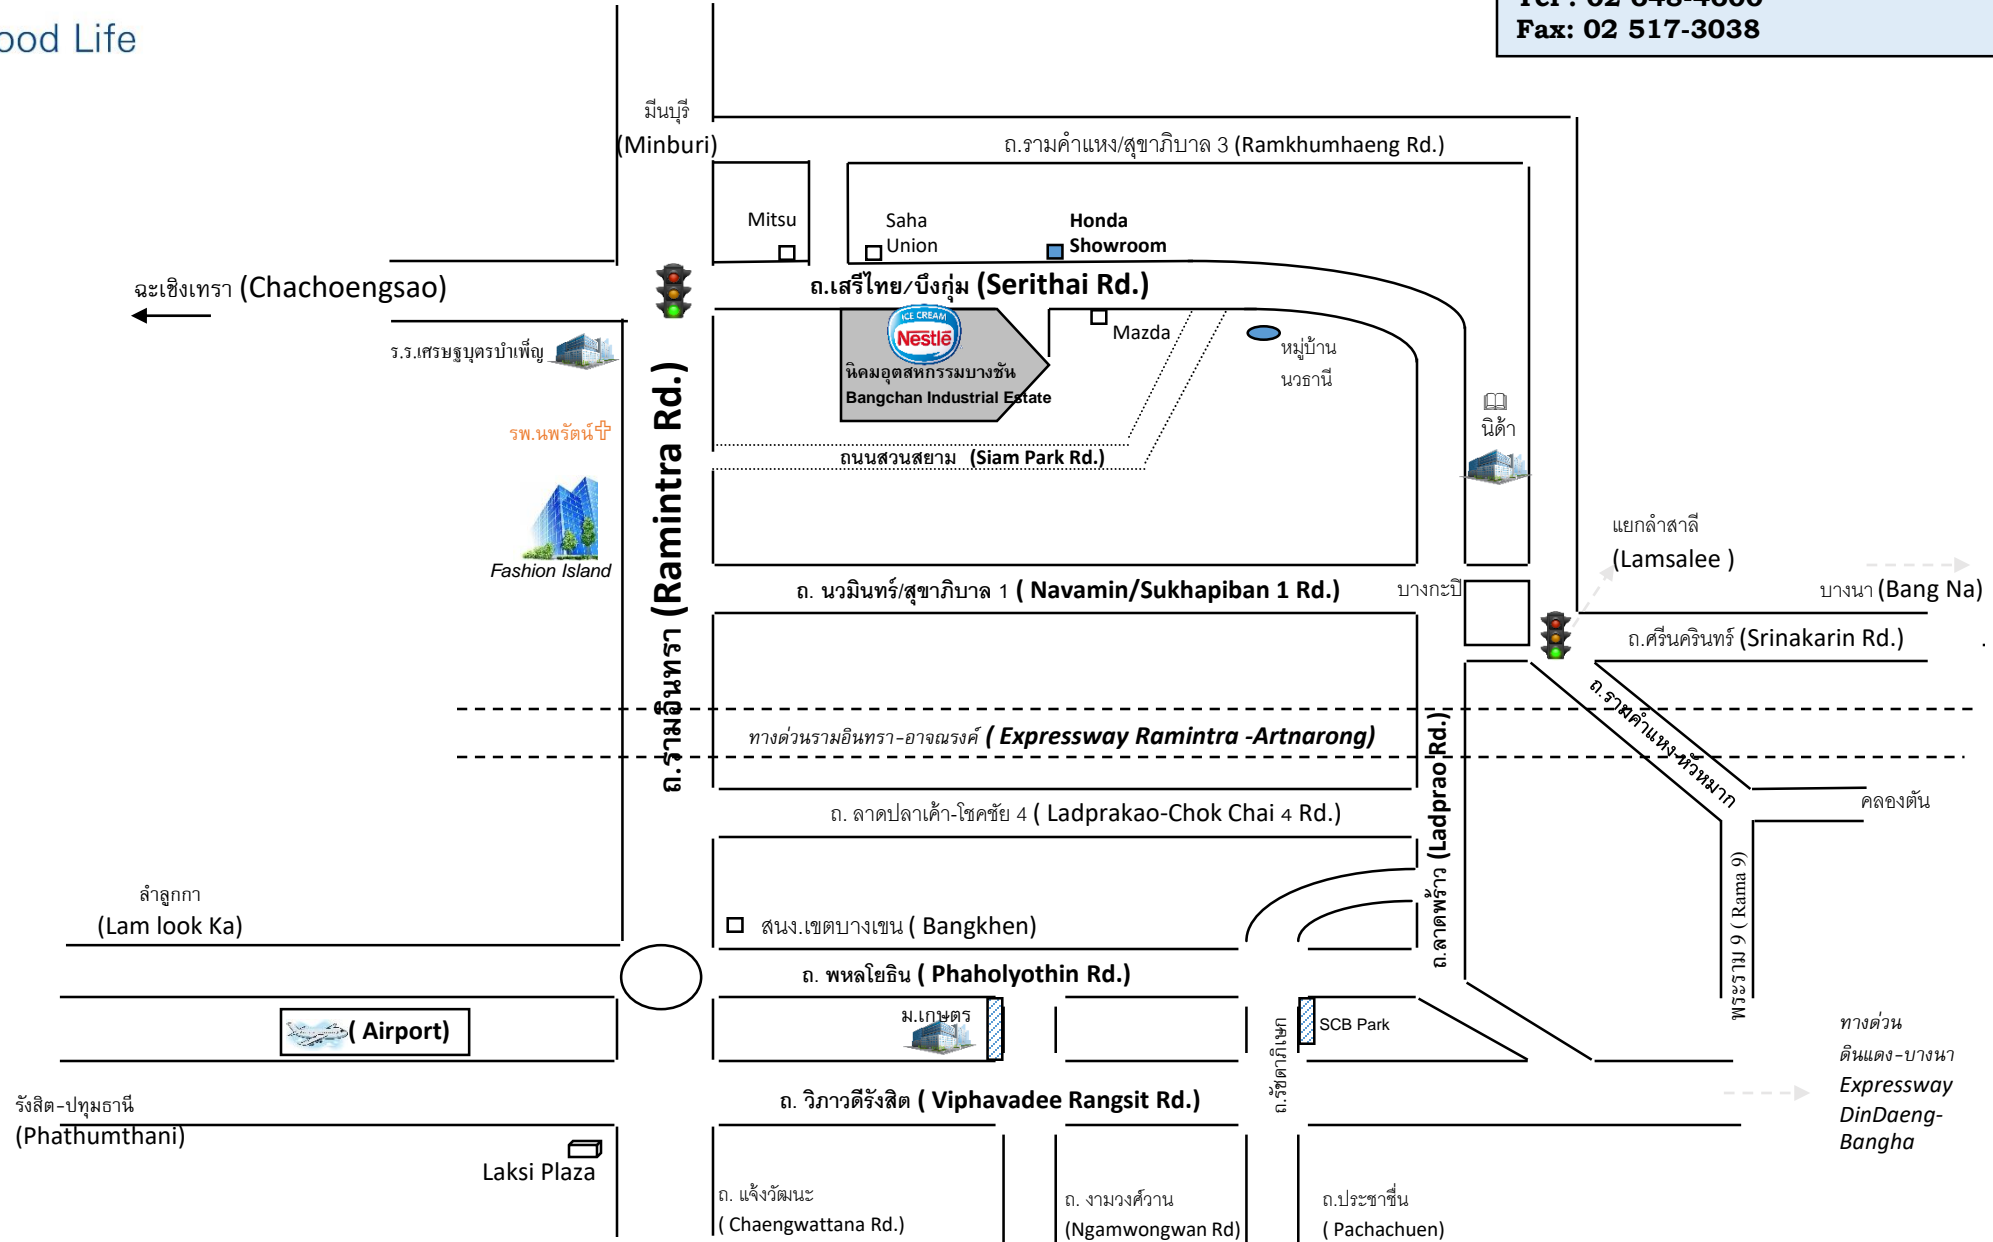 ood Life
Fax: 02 517-3038
มีนบุรี
(Minburi)
ถ.รามคำแหง/สุขาภิบาล 3 (Ramkhumhaeng Rd.)
Mitsu
Saha
Union
Honda
Showroom
ฉะเชิงเทรา (Chachoengsao)
ถ.เสรีไทย/บึงกุ่ม (Serithai Rd.)
ICE CREAM
Nestlé
Mazda
หมู่บ้าน
นวธานี
ร.ร.เศรษฐบุตรบำเพ็ญ
นิคมอุตสหกรรมบางชัน
Bangchan Industrial Estate
รพ.นพรัตน์
นิด้า
ถนนสวนสยาม (Siam Park Rd.)
Fashion Island
ถ.รามอินทรา (Ramintra Rd.)
แยกลำสาลี
(Lamsalee )
ถ. นวมินทร์/สุขาภิบาล 1 ( Navamin/Sukhapiban 1 Rd.)
บางกะปิ
บางนา (Bang Na)
ถ.ศรีนครินทร์ (Srinakarin Rd.)
ถ.รามคำแหง-หัวหมาก
ทางด่วนรามอินทรา-อาจณรงค์ ( Expressway Ramintra -Artnarong)
ถ.ลาดพร้าว (Ladprao Rd.)
ถ. ลาดปลาเค้า-โชคชัย 4 ( Ladprakao-Chok Chai 4 Rd.)
คลองตัน
พระราม 9 ( Rama 9)
ลำลูกกา
(Lam look Ka)
สนง.เขตบางเขน ( Bangkhen)
ถ. พหลโยธิน ( Phaholyothin Rd.)
( Airport)
ม.เกษตร
ถ.รัชดาภิเษก
SCB Park
ทางด่วน
ดินแดง-บางนา
Expressway
DinDaeng-
Bangha
รังสิต-ปทุมธานี
(Phathumthani)
ถ. วิภาวดีรังสิต ( Viphavadee Rangsit Rd.)
Laksi Plaza
ถ. แจ้งวัฒนะ
( Chaengwattana Rd.)
ถ. งามวงศ์วาน
(Ngamwongwan Rd)
ถ.ประชาชื่น
( Pachachuen)